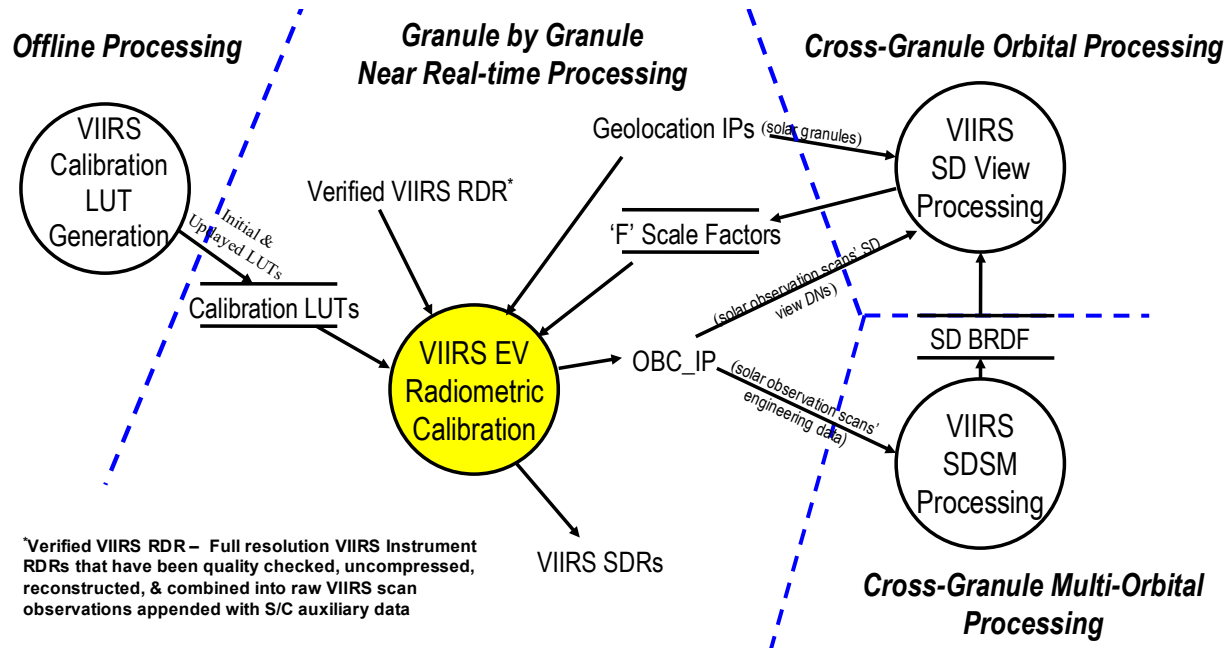 Offline Processing
Granule by Granule
Near Real-time Processing
Cross-Granule Orbital Processing
VIIRS
Calibration
LUT
Generation
Initial &
Updayed LUTs
Calibration LUTs
Verified VIIRS RDR*
Geolocation IPs (solar granules)
'F' Scale Factors
VIIRS EV
Radiometric
Calibration
OBC_IP
(solar observation scans' SD
view DNs)
(solar observation scans'
engineering data)
VIIRS SDRs
VIIRS
SD View
Processing
SD BRDF
VIIRS
SDSM
Processing
*Verified VIIRS RDR – Full resolution VIIRS Instrument
RDRs that have been quality checked, uncompressed,
reconstructed, & combined into raw VIIRS scan
observations appended with S/C auxiliary data
Cross-Granule Multi-Orbital
Processing